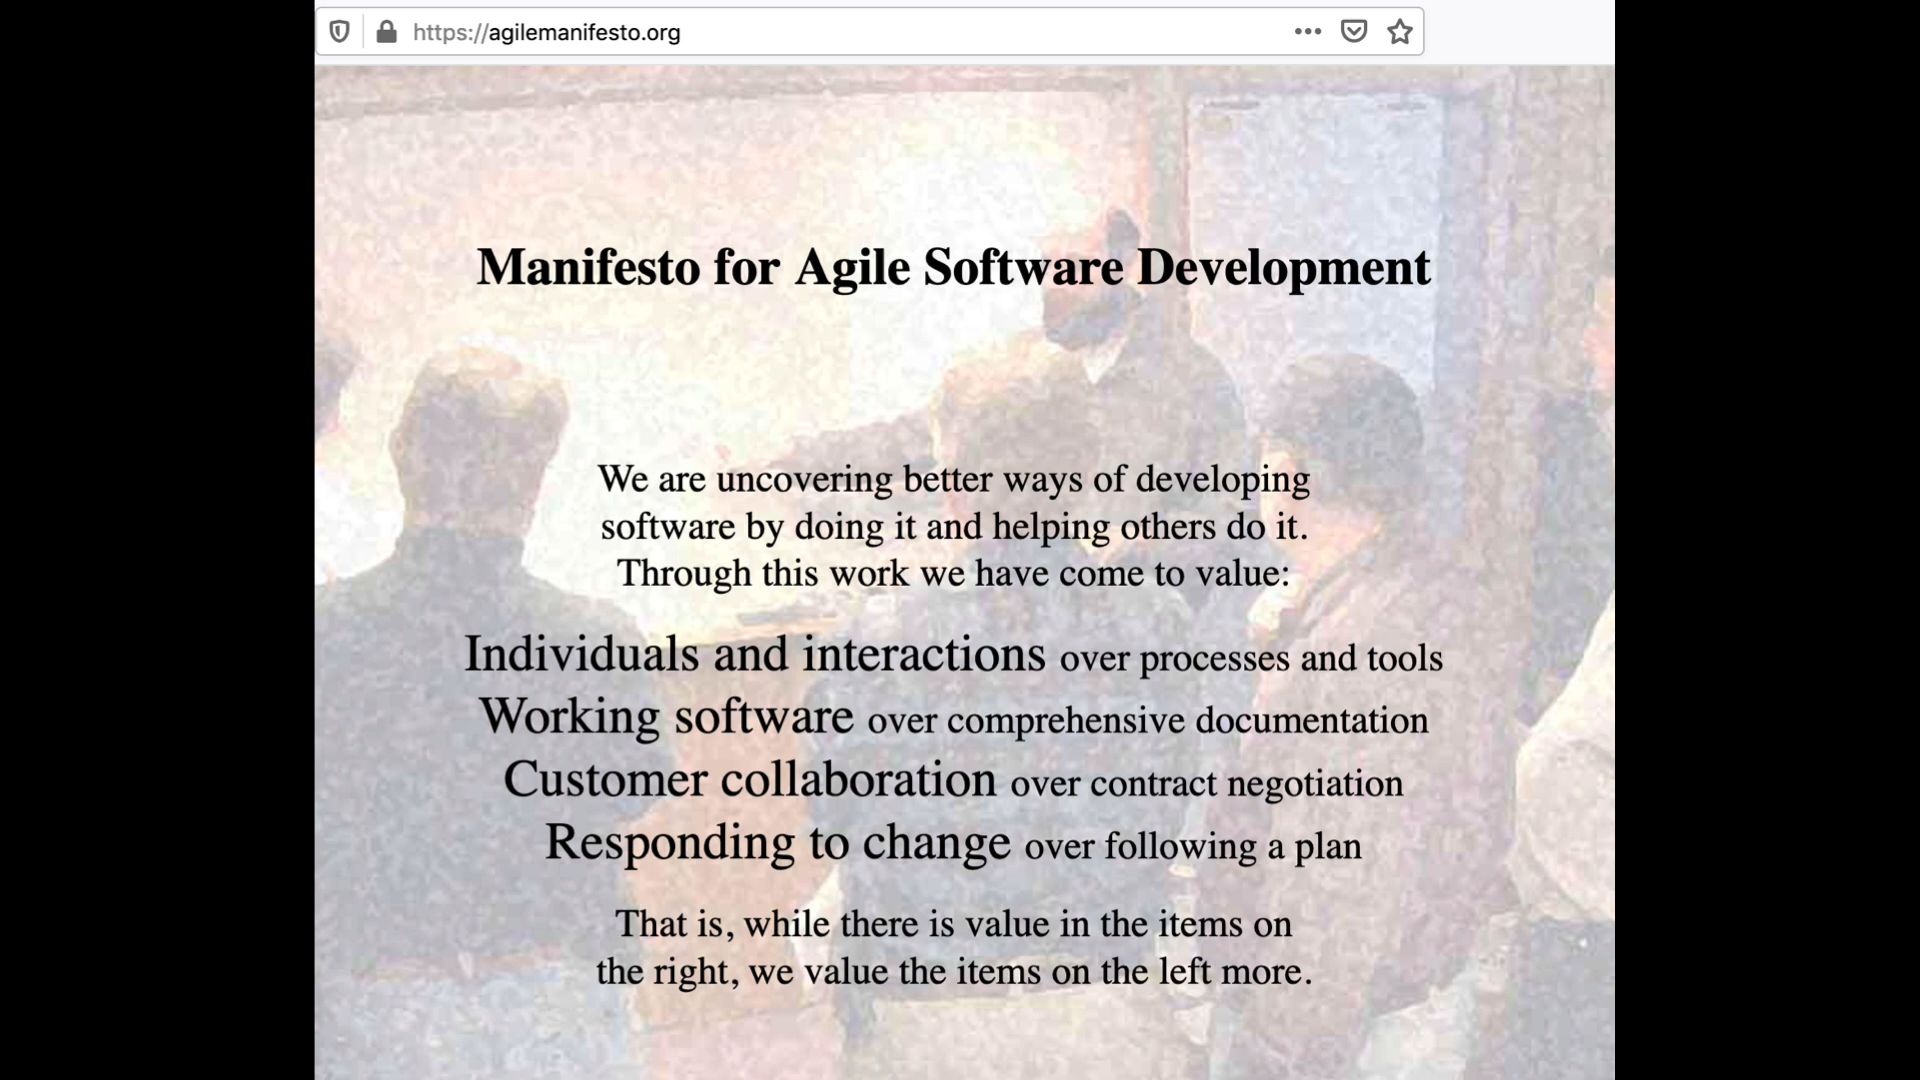 https://agilemanifesto.org
Manifesto for Agile Software Development
We are uncovering better ways of developing
software by doing it and helping others do it.
Through this work we have come to value:
Individuals and interactions over processes and tools
Working software over comprehensive documentation
Customer collaboration over contract negotiation
Responding to change over following a plan
That is, while there is value in the items on
the right, we value the items on the left more.